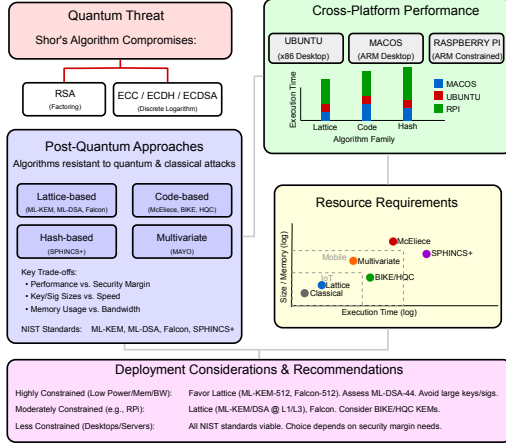 Quantum Threat
Shor's Algorithm Compromises:
RSA
(Factoring)
ECC / ECDH / ECDSA
(Discrete Logarithm)
Cross-Platform Performance
UBUNTU
(x86 Desktop)
MACOS
(ARM Desktop)
RASPBERRY PI
(ARM Constrained)
Execution Time
MACOS
UBUNTU
RPI
Lattice
Code
Hash
Algorithm Family
Post-Quantum Approaches
Algorithms resistant to quantum & classical attacks
Lattice-based
(ML-KEM, ML-DSA, Falcon)
Code-based
(McEliece, BIKE, HQC)
Hash-based
(SPHINCS+)
Multivariate
(MAYO)
Key Trade-offs:
• Performance vs. Security Margin
• Key/Sig Sizes vs. Speed
• Memory Usage vs. Bandwidth
NIST Standards: ML-KEM, ML-DSA, Falcon, SPHINCS+
Resource Requirements
Size / Memory (log)
McEliece
Mobile
Multivariate
SPHINCS+
IoT
BIKE/HQC
Lattice
Classical
Execution Time (log)
Deployment Considerations & Recommendations
Highly Constrained (Low Power/Mem/BW): Favor Lattice (ML-KEM-512, Falcon-512). Assess ML-DSA-44. Avoid large keys/sigs.
Moderately Constrained (e.g., RPi): Lattice (ML-KEM/DSA @ L1/L3), Falcon. Consider BIKE/HQC KEMs.
Less Constrained (Desktops/Servers): All NIST standards viable. Choice depends on security margin needs.